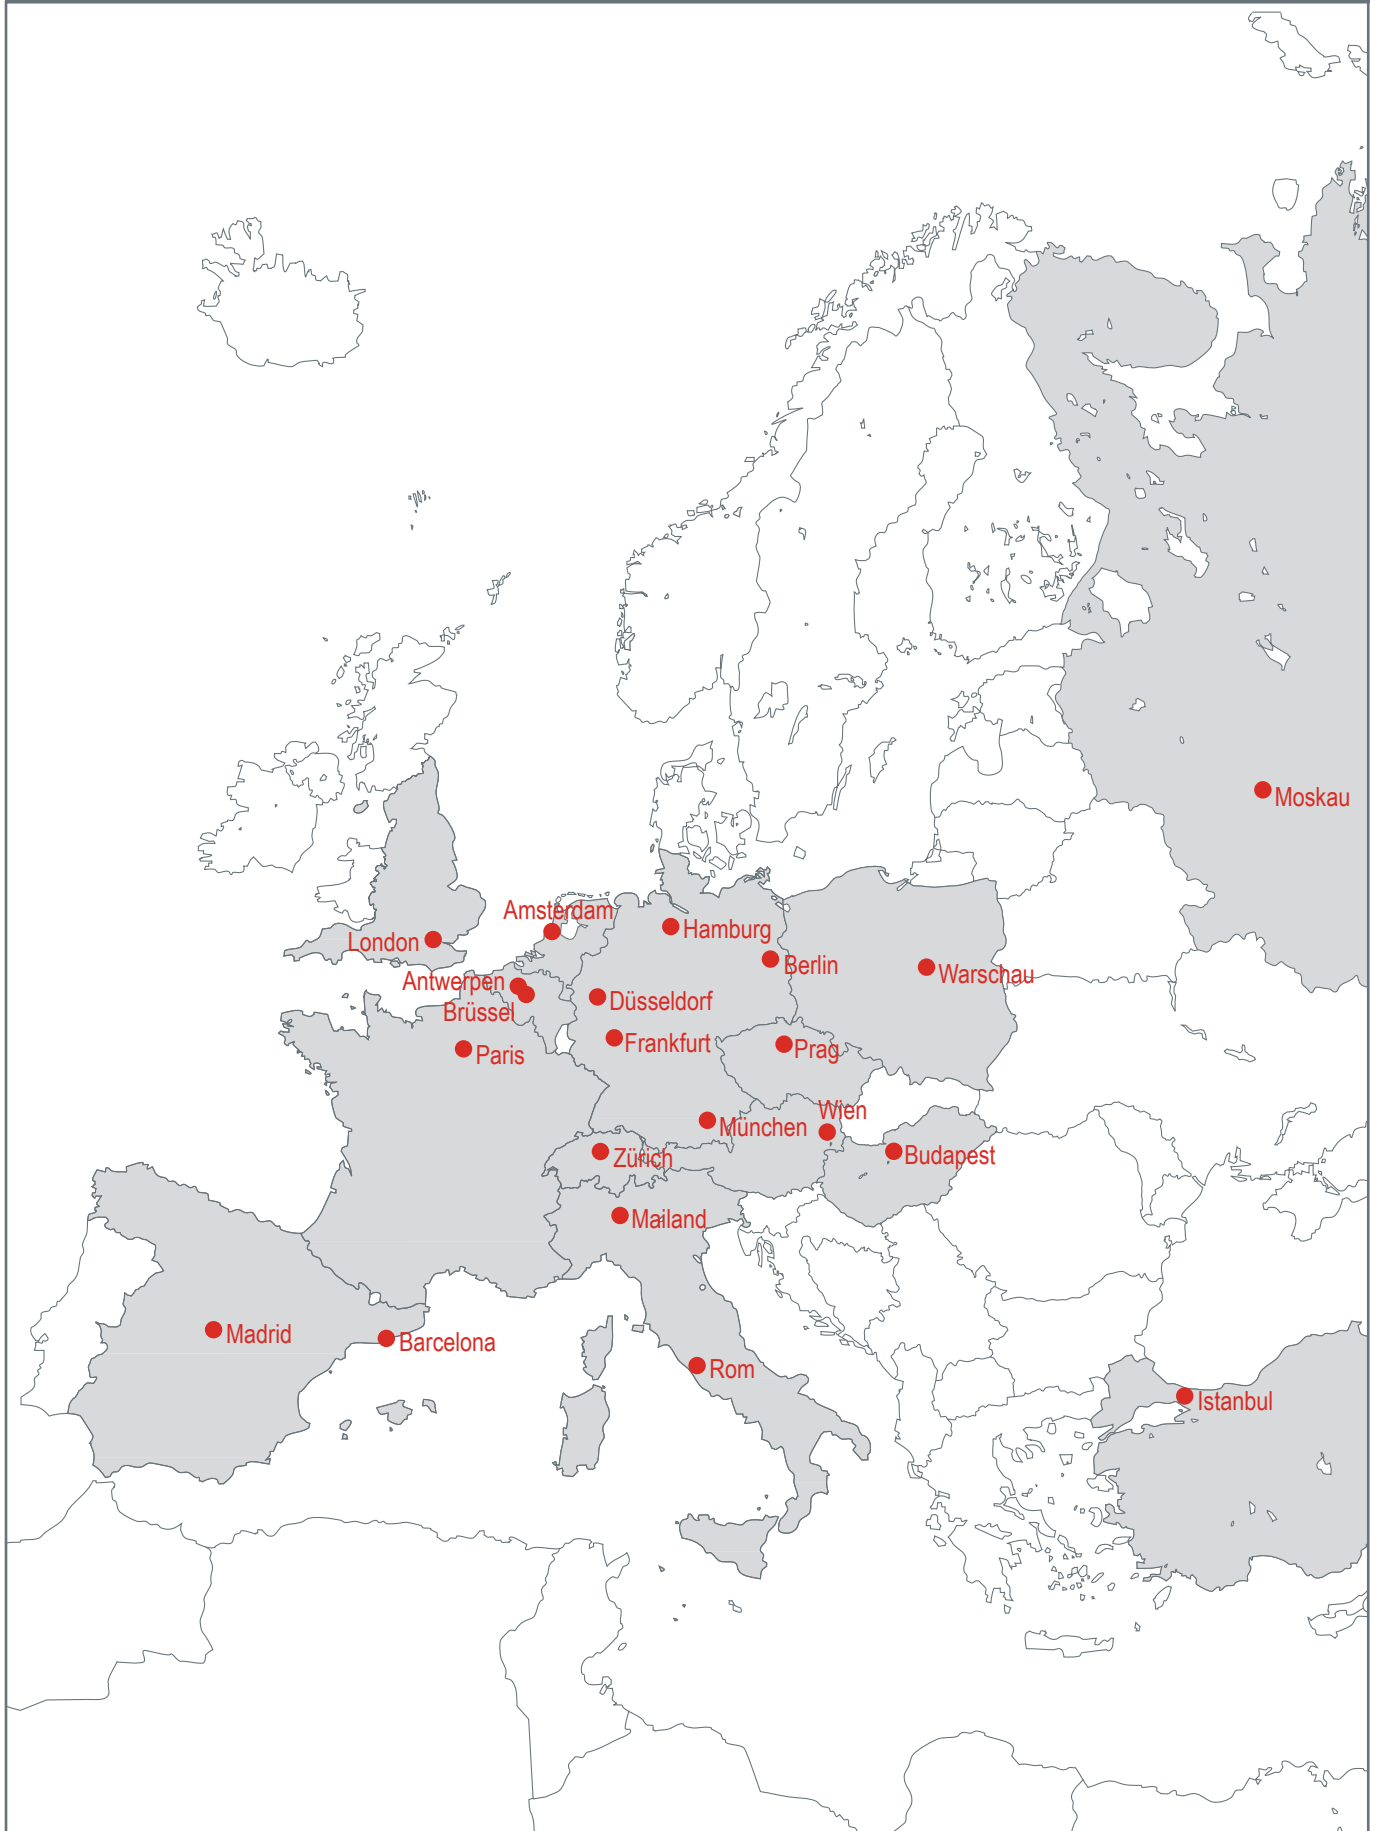 Moskau
Amsterdam
Hamburg
London
Berlin
Warschau
Antwerpen
Düsseldorf
Brüssel
Frankfurt
Prag
Paris
Wien
München
Budapest
Zürich
Mailand
Madrid
Barcelona
Rom
Istanbul